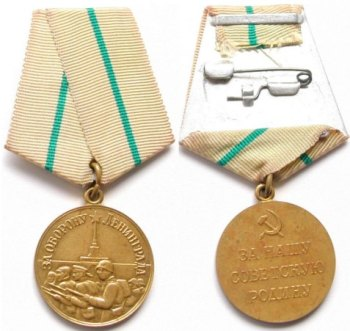 ЗА ОБОРОНУ ЛЕНИНГРАДА
ЗА НАШУ
СОВЕТСКУЮ
РОДИНУ